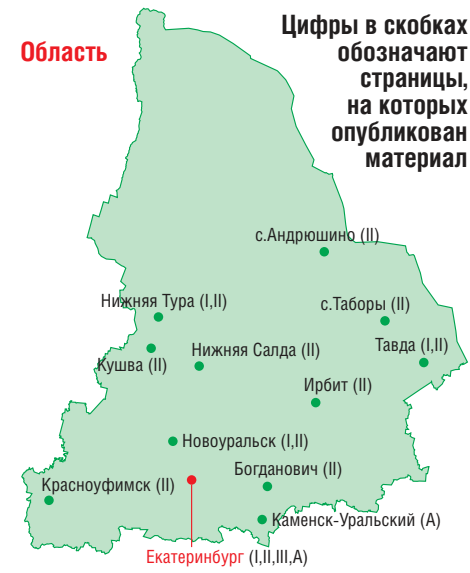 Область
Цифры в скобках
обозначают
страницы,
на которых
опубликован
материал
с.Андрюшино (II)
Нижняя Тура (I,II)
с.Таборы (II)
Кушва (II)
Нижняя Салда (II)
Тавда (I,II)
Ирбит (II)
Новоуральск (I,II)
Богданович (II)
Красноуфимск (II)
Каменск-Уральский (A)
Екатеринбург (I,II,III,A)